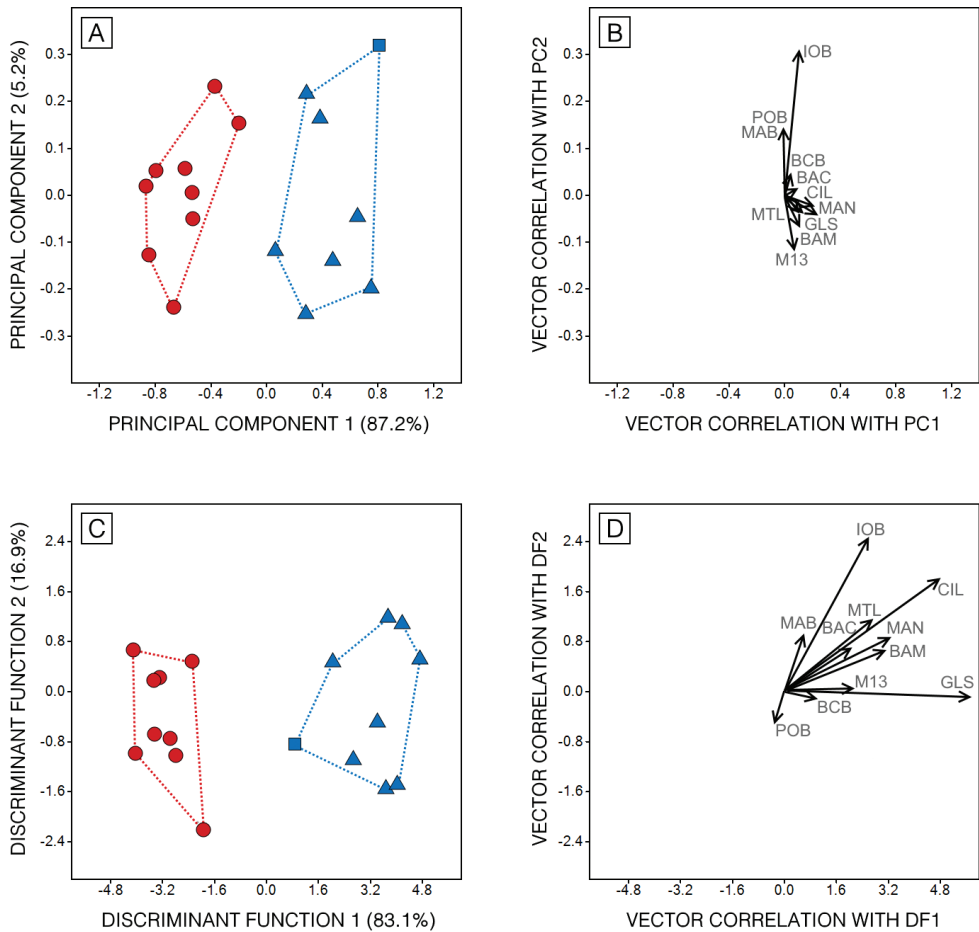 A
PRINCIPAL COMPONENT 2 (5.2%)
0.3
0.2
0.1
0.0
-0.1
-0.2
-0.3
-1.2 -0.8 -0.4 0.0 0.4 0.8 1.2
PRINCIPAL COMPONENT 1 (87.2%)
B
VECTOR CORRELATION WITH PC2
0.3
0.2
0.1
0.0
-0.1
-0.2
-0.3
IOB
POB
MAB
BCB
BAC
CIL
MAN
MTL
GLS
BAM
M13
-1.2 -0.8 -0.4 0.0 0.4 0.8 1.2
VECTOR CORRELATION WITH PC1
C
DISCRIMINANT FUNCTION 2 (16.9%)
2.4
1.6
0.8
0.0
-0.8
-1.6
-2.4
-4.8 -3.2 -1.6 0.0 1.6 3.2 4.8
DISCRIMINANT FUNCTION 1 (83.1%)
D
VECTOR CORRELATION WITH DF2
2.4
1.6
0.8
0.0
-0.8
-1.6
-2.4
IOB
CIL
MTL
MAB
BAC
MAN
BAM
M13
GLS
BCB
POB
-4.8 -3.2 -1.6 0.0 1.6 3.2 4.8
VECTOR CORRELATION WITH DF1